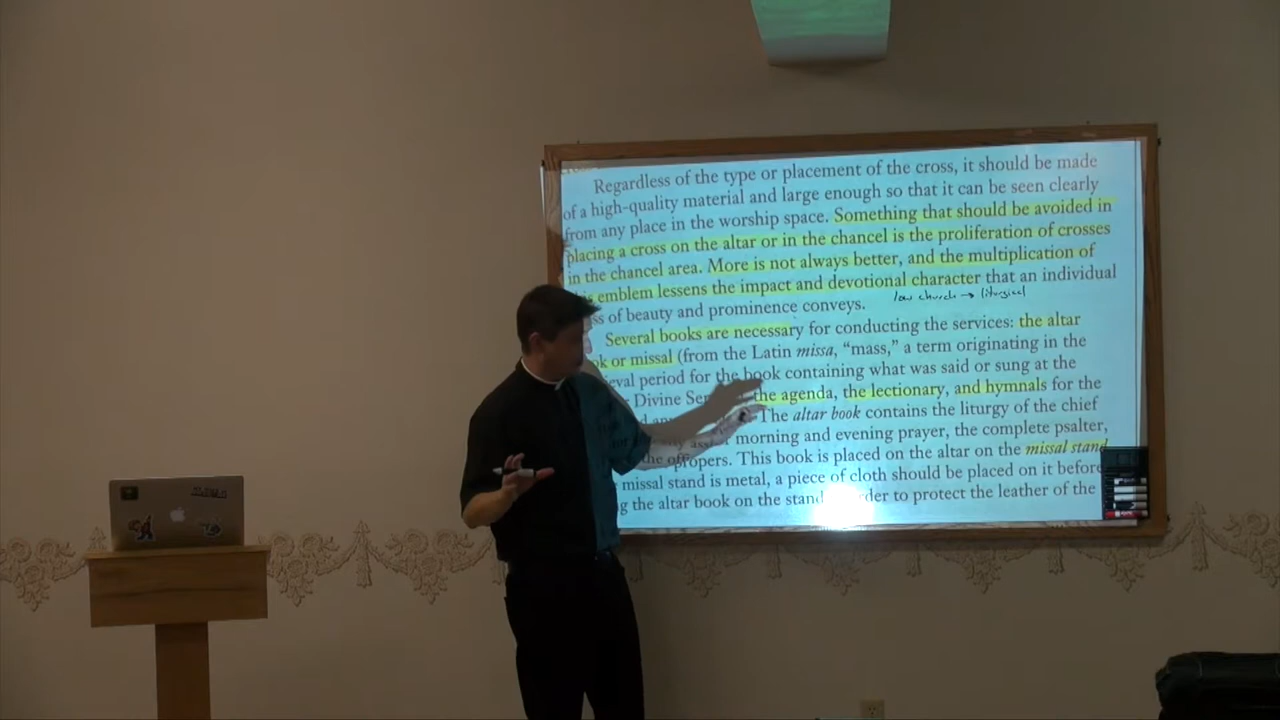 Regardless of the type or placement of the cross, it should be made
of a high-quality material and large enough so that it can be seen clearly
from any place in the worship space. Something that should be avoided in
placing a cross on the altar or in the chancel is the proliferation of crosses
in the chancel area. More is not always better, and the multiplication of
emblem lessens the impact and devotional character that an individual
of beauty and prominence conveys.
low church → liturgical
Several books are necessary for conducting the services: the altar
or missal (from the Latin missa, “mass,” a term originating in the
period for the book containing what was said or sung at the
Divine the agenda, the lectionary, and hymnals for the
The altar book contains the liturgy of the chief
morning and evening prayer, the complete psalter,
the propers. This book is placed on the altar on the missal stand
missal stand is metal, a piece of cloth should be placed on it before
the altar book on the stand to protect the leather of the